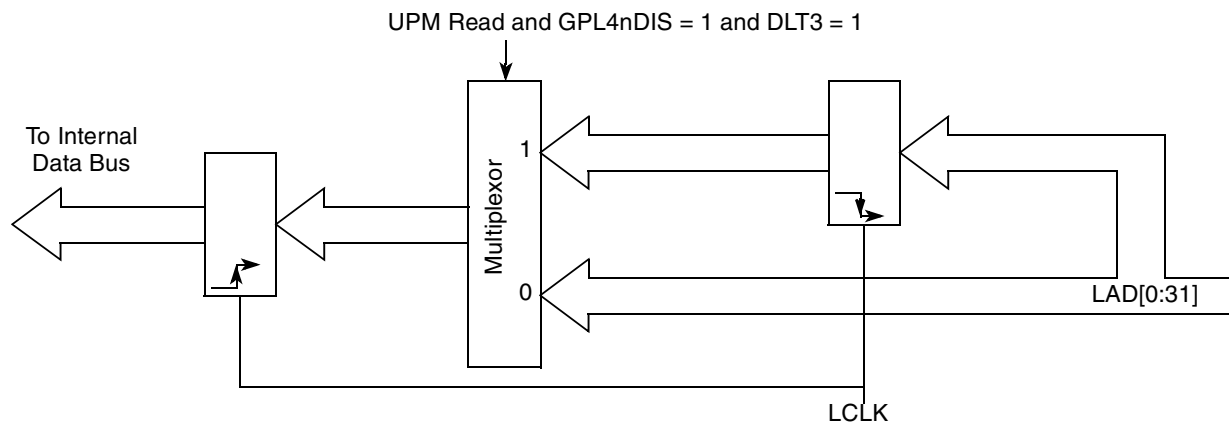 UPM Read and GPL4nDIS = 1 and DLT3 = 1
To Internal
Data Bus
Multiplexor
1
0
LAD[0:31]
LCLK